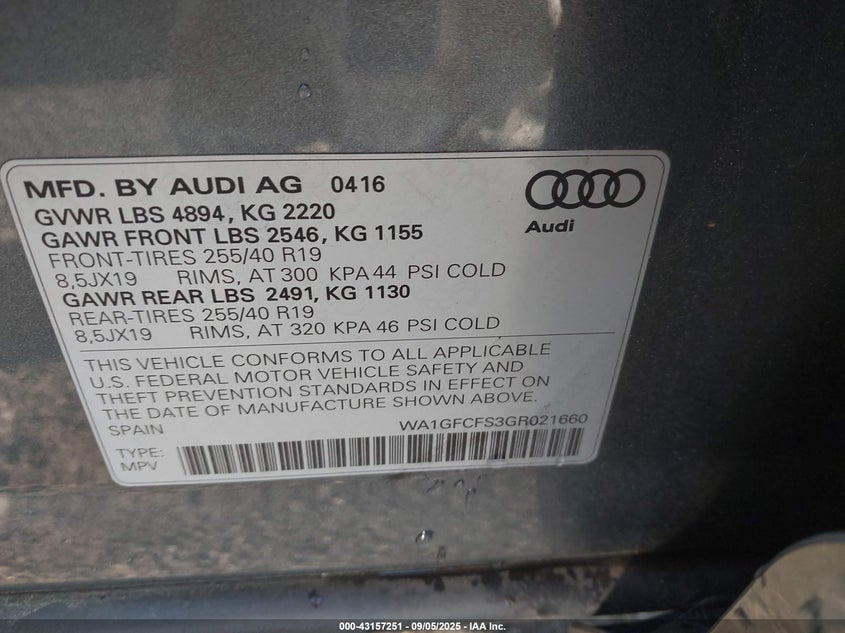 MFD. BY AUDI AG 0416
GVWR LBS 4894, KG 2220
GAWR FRONT LBS 2546, KG 1155
FRONT-TIRES 255/40 R19
8,5JX19 RIMS, AT 300 KPA 44 PSI COLD
GAWR REAR LBS 2491, KG 1130
REAR-TIRES 255/40 R19
8,5JX19 RIMS, AT 320 KPA 46 PSI COLD
Audi
THIS VEHICLE CONFORMS TO ALL APPLICABLE
U.S. FEDERAL MOTOR VEHICLE SAFETY AND
THEFT PREVENTION STANDARDS IN EFFECT ON
THE DATE OF MANUFACTURE SHOWN ABOVE.
SPAIN WA1GFCFS3GR021660
TYPE:
MPV
000-43157251 - 09/05/2025 - IAA Inc.